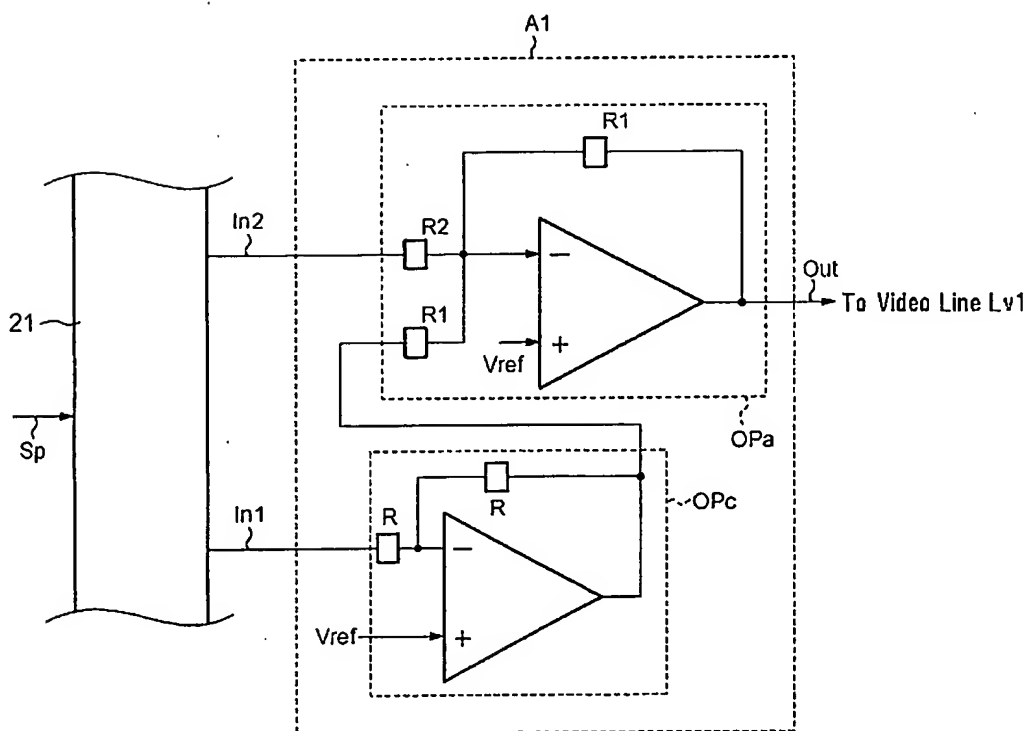 A1
R1
In2
R2
−
Out
To Video Line Lv1
21
R1
Vref
+
Sp
OPa
R
OPc
In1
R
−
Vref
+